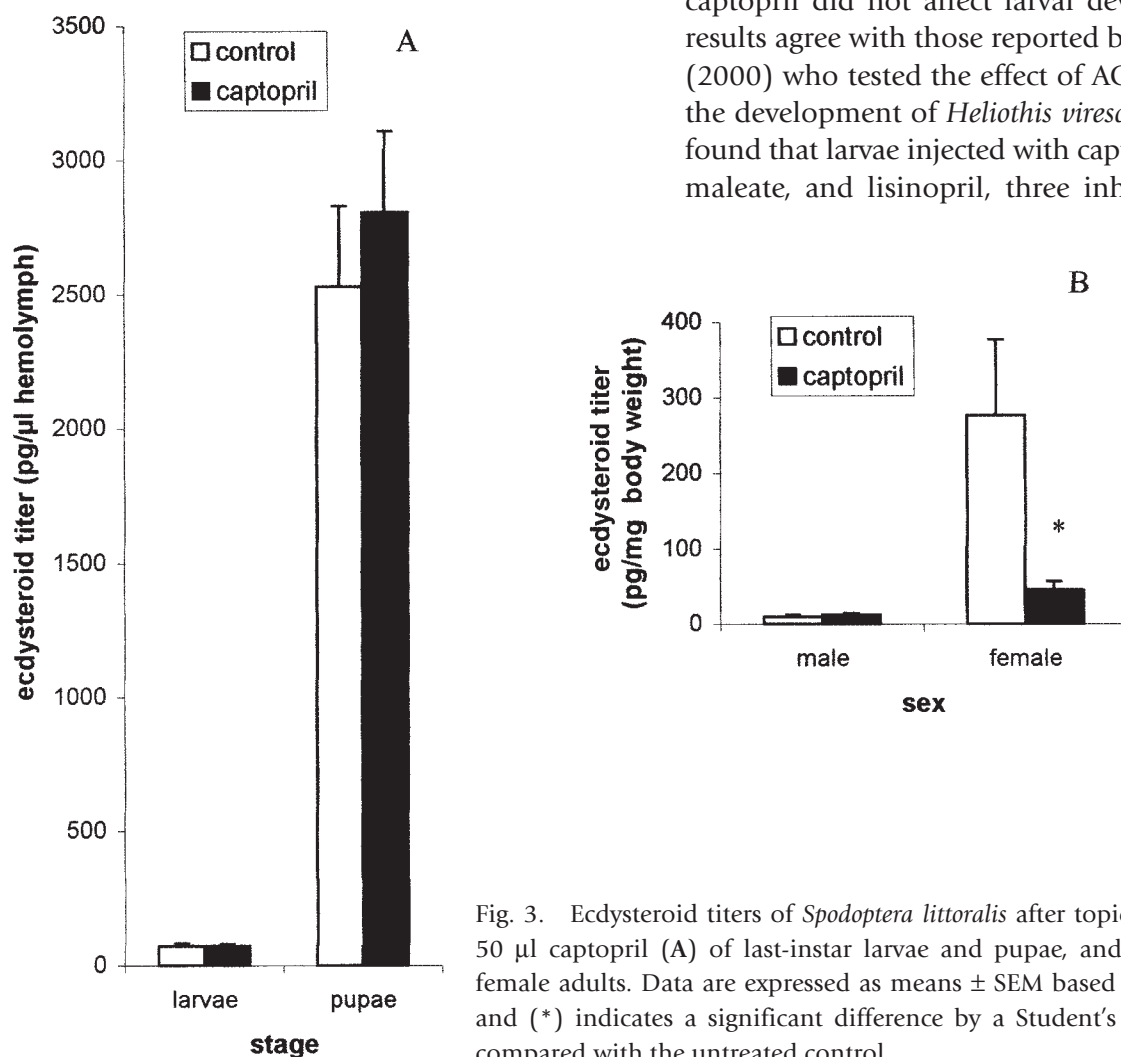 captopril did not affect larval dev
results agree with those reported b
(2000) who tested the effect of AC
the development of Heliothis viresc
found that larvae injected with capt
maleate, and lisinopril, three inh
A
control
captopril
3500
3000
2500
2000
1500
1000
500
0
ecdysteroid titer (pg/µl hemolymph)
larvae
pupae
stage
B
control
captopril
400
300
200
100
0
ecdysteroid titer
(pg/mg body weight)
male
female
*
sex
Fig. 3. Ecdysteroid titers of Spodoptera littoralis after topic
50 µl captopril (A) of last-instar larvae and pupae, and
female adults. Data are expressed as means ± SEM based
and (*) indicates a significant difference by a Student's
compared with the untreated control.